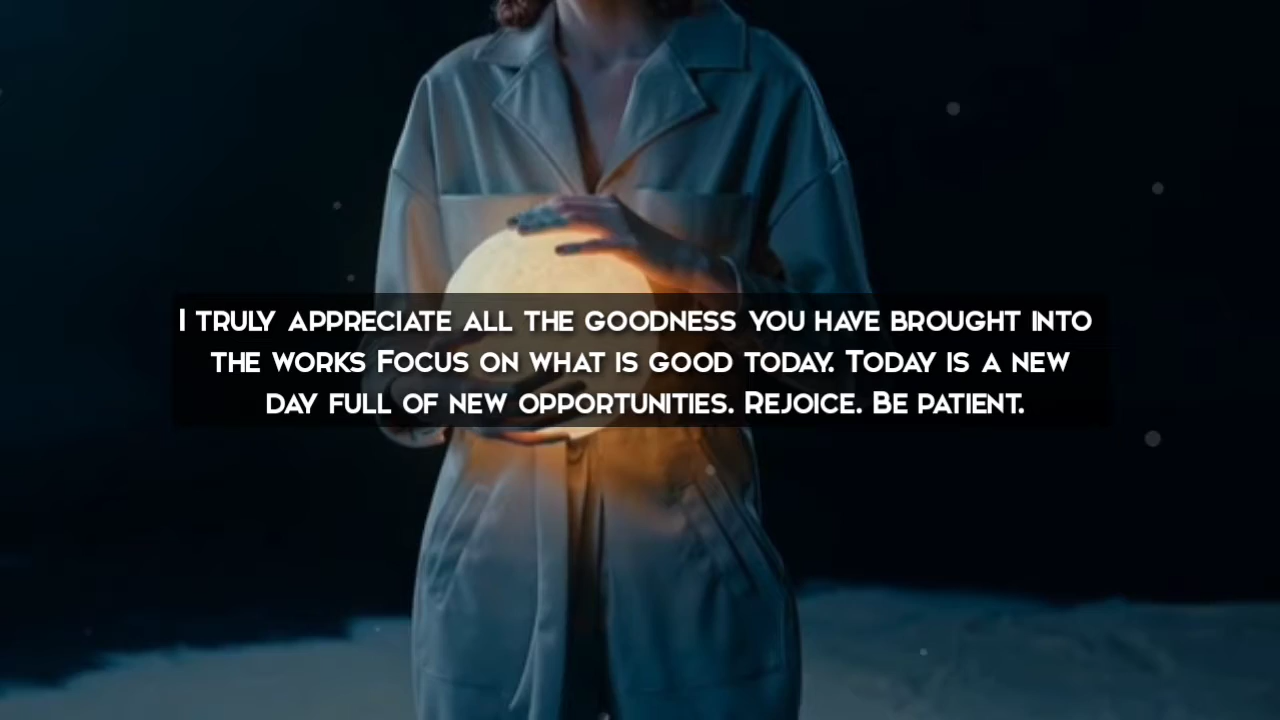 I truly appreciate all the goodness you have brought into
the works Focus on what is good today. Today is a new
day full of new opportunities. Rejoice. Be patient.